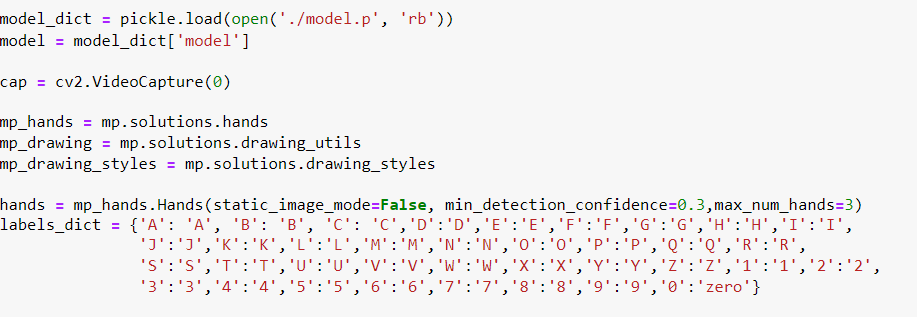 model_dict = pickle.load(open('./model.p', 'rb'))
model = model_dict['model']
cap = cv2.VideoCapture(0)
mp_hands = mp.solutions.hands
mp_drawing = mp.solutions.drawing_utils
mp_drawing_styles = mp.solutions.drawing_styles
hands = mp_hands.Hands(static_image_mode=False, min_detection_confidence=0.3,max_num_hands=3)
labels_dict = {'A': 'A', 'B': 'B', 'C': 'C','D':'D','E':'E','F':'F','G':'G','H':'H','I':'I',
'J':'J','K':'K','L':'L','M':'M','N':'N','O':'O','P':'P','Q':'Q','R':'R',
'S':'S','T':'T','U':'U','V':'V','W':'W','X':'X','Y':'Y','Z':'Z','1':'1','2':'2',
'3':'3','4':'4','5':'5','6':'6','7':'7','8':'8','9':'9','0':'zero'}